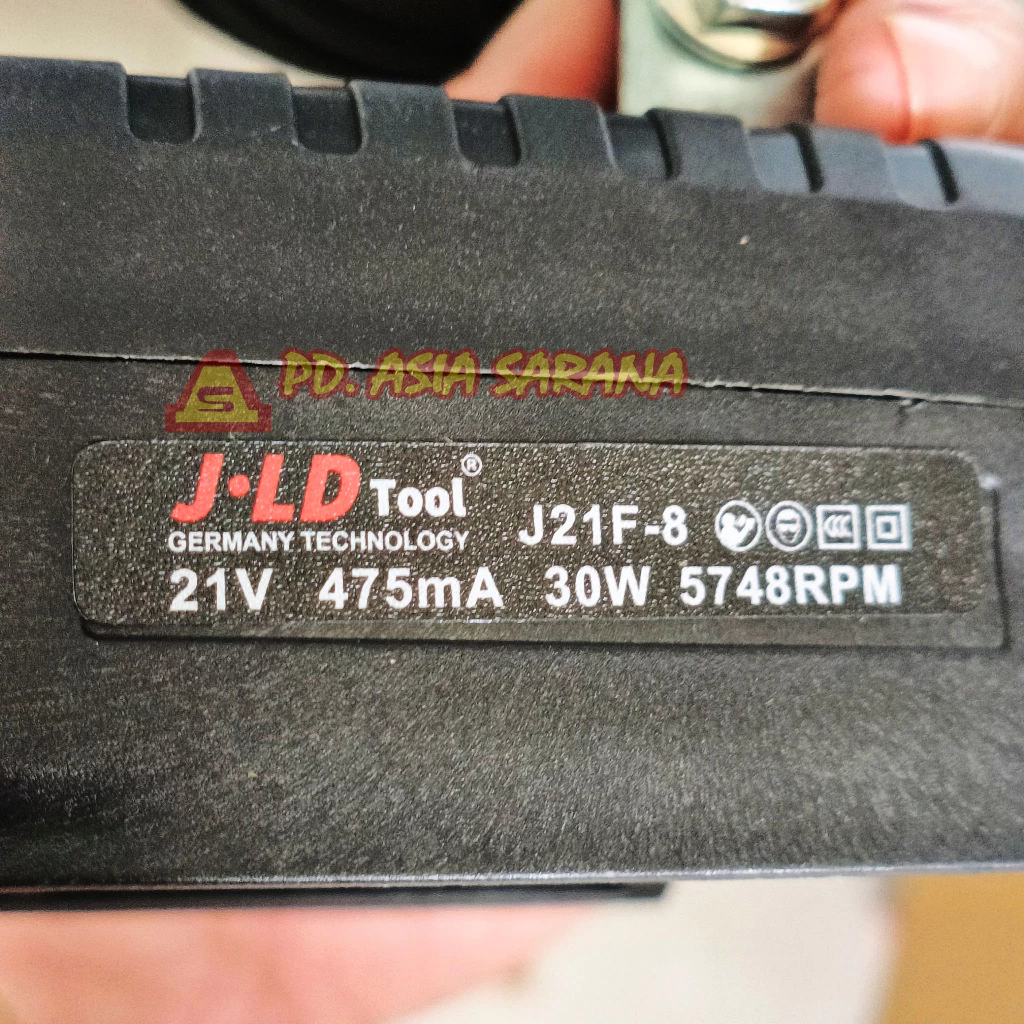 PD. ASIA SARANA
J·LD Tool ®
GERMANY TECHNOLOGY
J21F-8
21V 475mA 30W 5748RPM